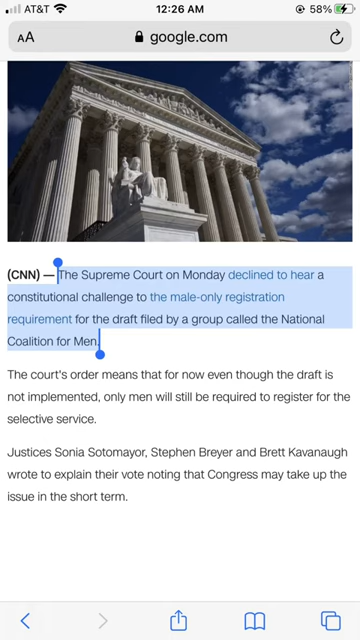 AT&T 12:26 AM 58%
AA google.com
(CNN) — The Supreme Court on Monday declined to hear a
constitutional challenge to the male-only registration
requirement for the draft filed by a group called the National
Coalition for Men.
The court's order means that for now even though the draft is
not implemented, only men will still be required to register for the
selective service.
Justices Sonia Sotomayor, Stephen Breyer and Brett Kavanaugh
wrote to explain their vote noting that Congress may take up the
issue in the short term.